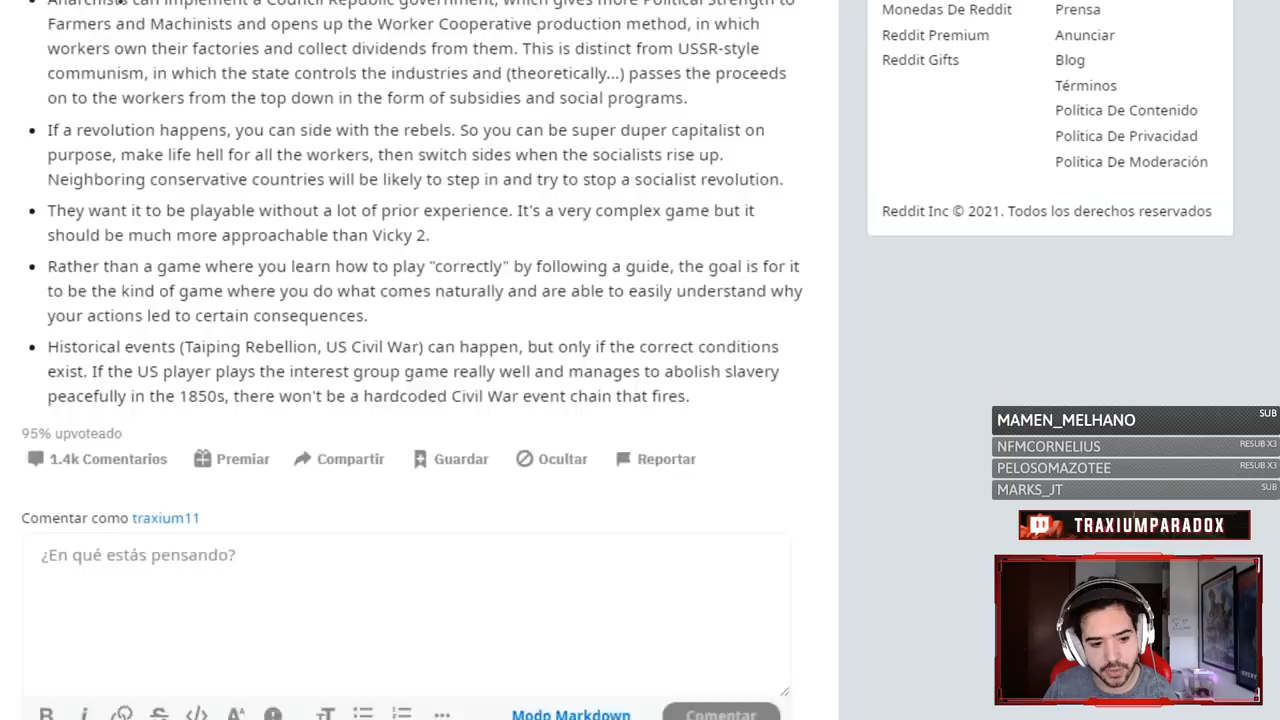 Anarchists can implement a Council Republic government, which gives more Political Strength to
Farmers and Machinists and opens up the Worker Cooperative production method, in which
workers own their factories and collect dividends from them. This is distinct from USSR-style
communism, in which the state controls the industries and (theoretically...) passes the proceeds
on to the workers from the top down in the form of subsidies and social programs.
• If a revolution happens, you can side with the rebels. So you can be super duper capitalist on
purpose, make life hell for all the workers, then switch sides when the socialists rise up.
Neighboring conservative countries will be likely to step in and try to stop a socialist revolution.
• They want it to be playable without a lot of prior experience. It's a very complex game but it
should be much more approachable than Vicky 2.
• Rather than a game where you learn how to play "correctly" by following a guide, the goal is for it
to be the kind of game where you do what comes naturally and are able to easily understand why
your actions led to certain consequences.
• Historical events (Taiping Rebellion, US Civil War) can happen, but only if the correct conditions
exist. If the US player plays the interest group game really well and manages to abolish slavery
peacefully in the 1850s, there won't be a hardcoded Civil War event chain that fires.
95% upvoteado
1.4k Comentarios Premiar Compartir Guardar Ocultar Reportar
Comentar como traxium11
¿En qué estás pensando?
B i S </> A T ...
Modo Markdown Comentar
Monedas De Reddit
Reddit Premium
Reddit Gifts
Prensa
Anunciar
Blog
Términos
Política De Contenido
Política De Privacidad
Política De Moderación
Reddit Inc © 2021. Todos los derechos reservados
MAMEN_MELHANO SUB
NFMCORNELIUS RESUB X3
PELOSOMAZOTEE RESUB X3
MARKS_JT SUB
TRAXIUMPARADOX